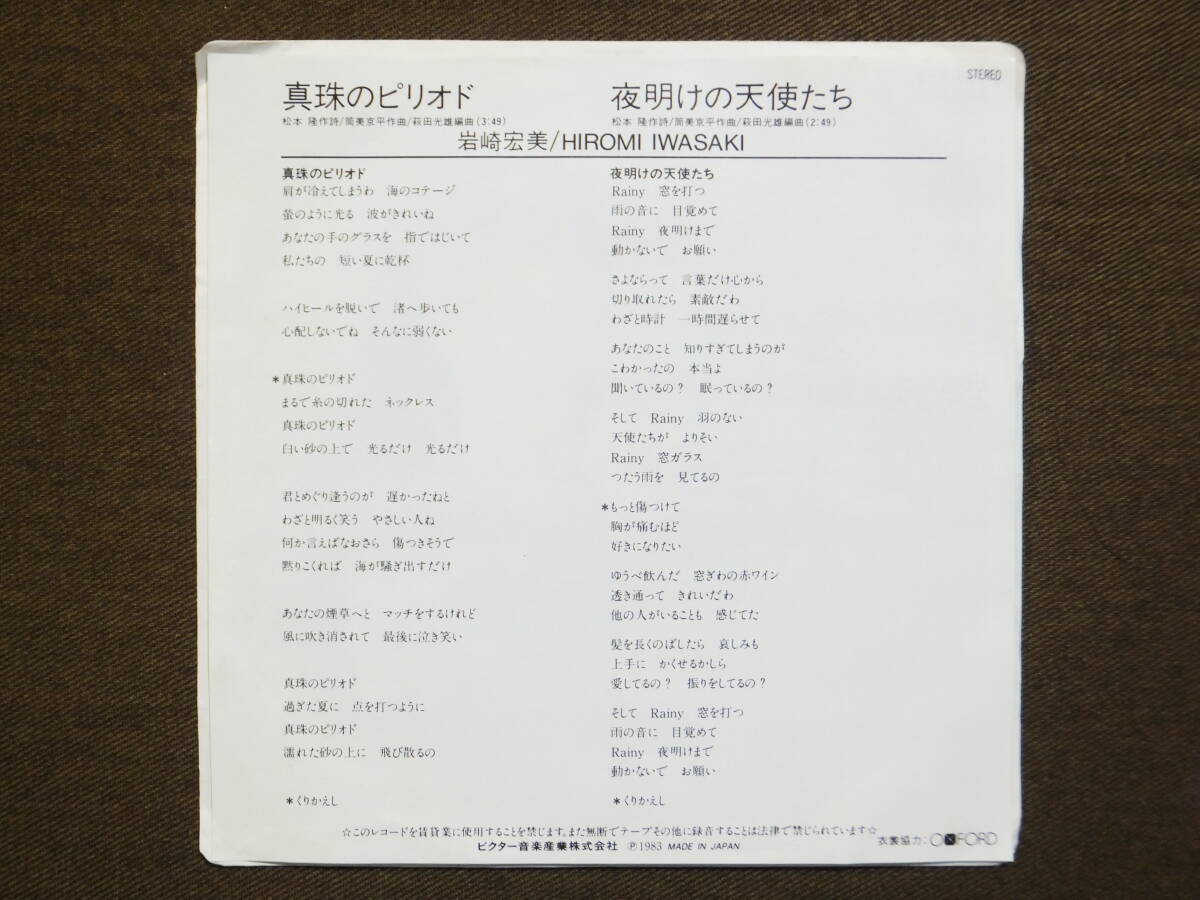 STEREO
真珠のピリオド
松本 隆作詩/筒美京平作曲/萩田光雄編曲(3:49)
夜明けの天使たち
松本 隆作詩/筒美京平作曲/萩田光雄編曲(2:49)
岩崎宏美/HIROMI IWASAKI
真珠のピリオド
肩が冷えてしまうわ 海のコテージ
螢のように光る 波がきれいね
あなたの手のグラスを 指ではじいて
私たちの 短い夏に乾杯
ハイヒールを脱いで 渚へ歩いても
心配しないでね そんなに弱くない
*真珠のピリオド
まるで糸の切れた ネックレス
真珠のピリオド
白い砂の上で 光るだけ 光るだけ
君とめぐり逢うのが 遅かったねと
わざと明るく笑う やさしい人ね
何か言えばなおさら 傷つきそうで
黙りこくれば 海が騒ぎ出すだけ
あなたの煙草へと マッチをするけれど
風に吹き消されて 最後に泣き笑い
真珠のピリオド
過ぎた夏に 点を打つように
真珠のピリオド
濡れた砂の上に 飛び散るの
*くりかえし
夜明けの天使たち
Rainy 窓を打つ
雨の音に 目覚めて
Rainy 夜明けまで
動かないで お願い
さよならって 言葉だけ心から
切り取れたら 素敵だわ
わざと時計 一時間遅らせて
あなたのこと 知りすぎてしまうのが
こわかったの 本当よ
聞いているの? 眠っているの?
そして Rainy 羽のない
天使たちが よりそい
Rainy 窓ガラス
つたう雨を 見てるの
*もっと傷つけて
胸が痛むほど
好きになりたい
ゆうべ飲んだ 窓ぎわの赤ワイン
透き通って きれいだわ
他の人がいることも 感じてた
髪を長くのばしたら 哀しみも
上手に かくせるかしら
愛してるの? 振りをしてるの?
そして Rainy 窓を打つ
雨の音に 目覚めて
Rainy 夜明けまで
動かないで お願い
*くりかえし
☆このレコードを賃貸業に使用することを禁じます。また無断でテープその他に録音することは法律で禁じられています☆
ビクター音楽産業株式会社 Ⓟ1983 MADE IN JAPAN
衣裳協力:OXFORD